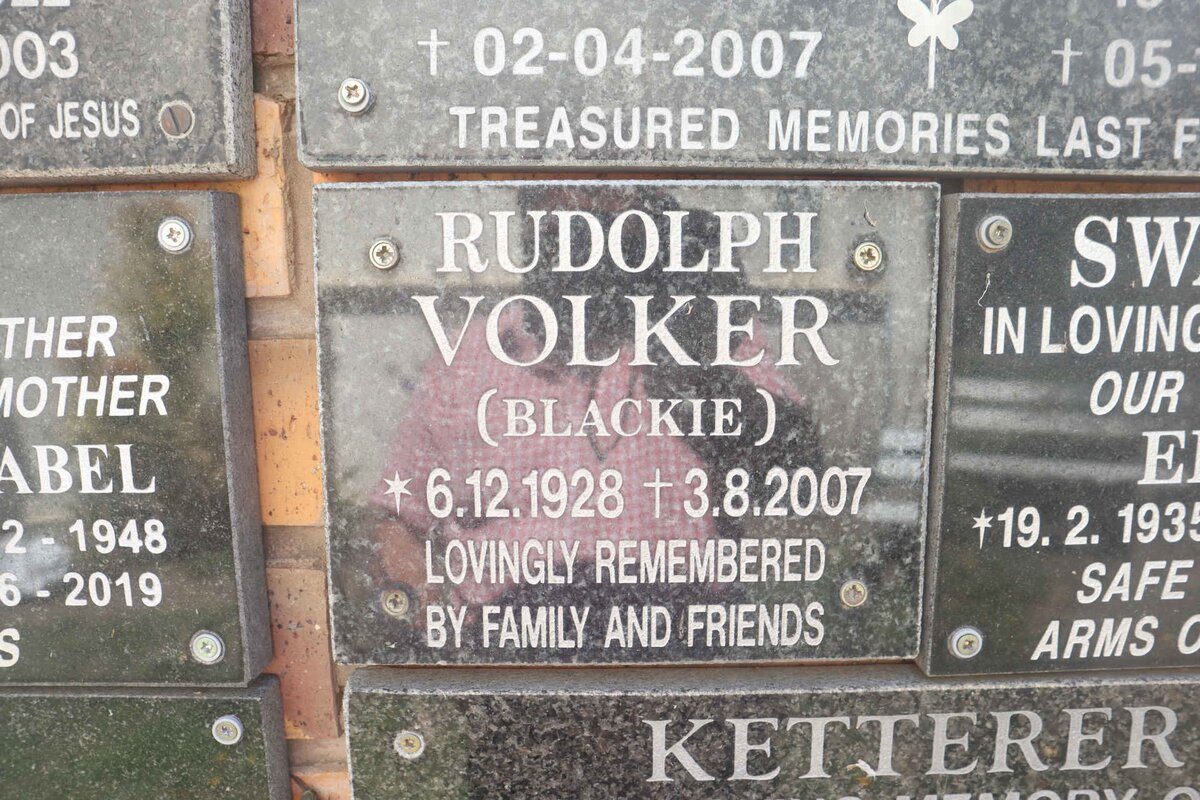 003
OF JESUS
† 02-04-2007
† 05-
TREASURED MEMORIES LAST
MOTHER
ABEL
2 - 1948
6 - 2019
S
RUDOLPH
VOLKER
(BLACKIE)
* 6.12.1928 † 3.8.2007
LOVINGLY REMEMBERED
BY FAMILY AND FRIENDS
SW
IN LOVING
OUR
*19. 2. 1935
SAFE
ARMS
KETTERER